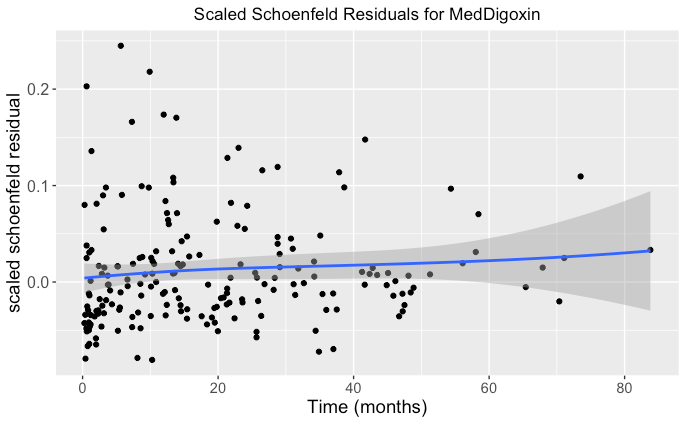 Scaled Schoenfeld Residuals for MedDigoxin
scaled schoenfeld residual
0.2
0.1
0.0
0 20 40 60 80
Time (months)